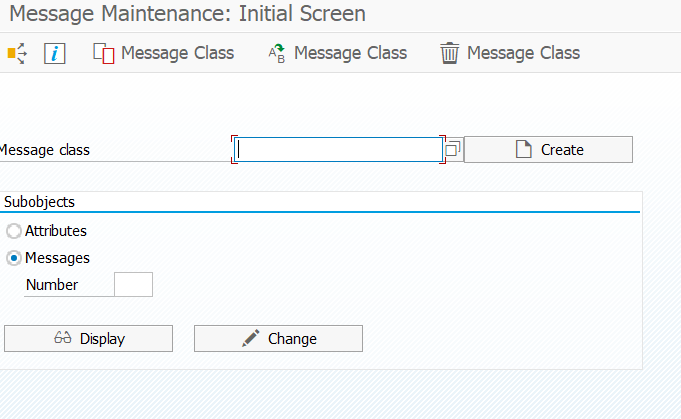 Message Maintenance: Initial Screen
i Message Class A B Message Class Message Class
Message class Create
Subobjects
Attributes
Messages
Number
Display Change